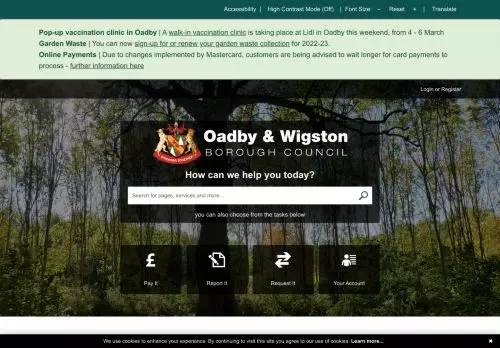 Accessibility | High Contrast Mode (Off) | Font Size − Reset + | Translate
Pop-up vaccination clinic in Oadby | A walk-in vaccination clinic is taking place at Lidl in Oadby this weekend, from 4 - 6 March
Garden Waste | You can now sign-up for or renew your garden waste collection for 2022-23.
Online Payments | Due to changes implemented by Mastercard, customers are being advised to wait longer for card payments to
process - further information here
Login or Register
Oadby & Wigston
BOROUGH COUNCIL
How can we help you today?
Search for pages, services and more...
you can also choose from the tasks below
£
Pay It
Report It
Request It
Your Account
We use cookies to enhance your experience. By continuing to visit this site you agree to our use of cookies. Learn more... ✖